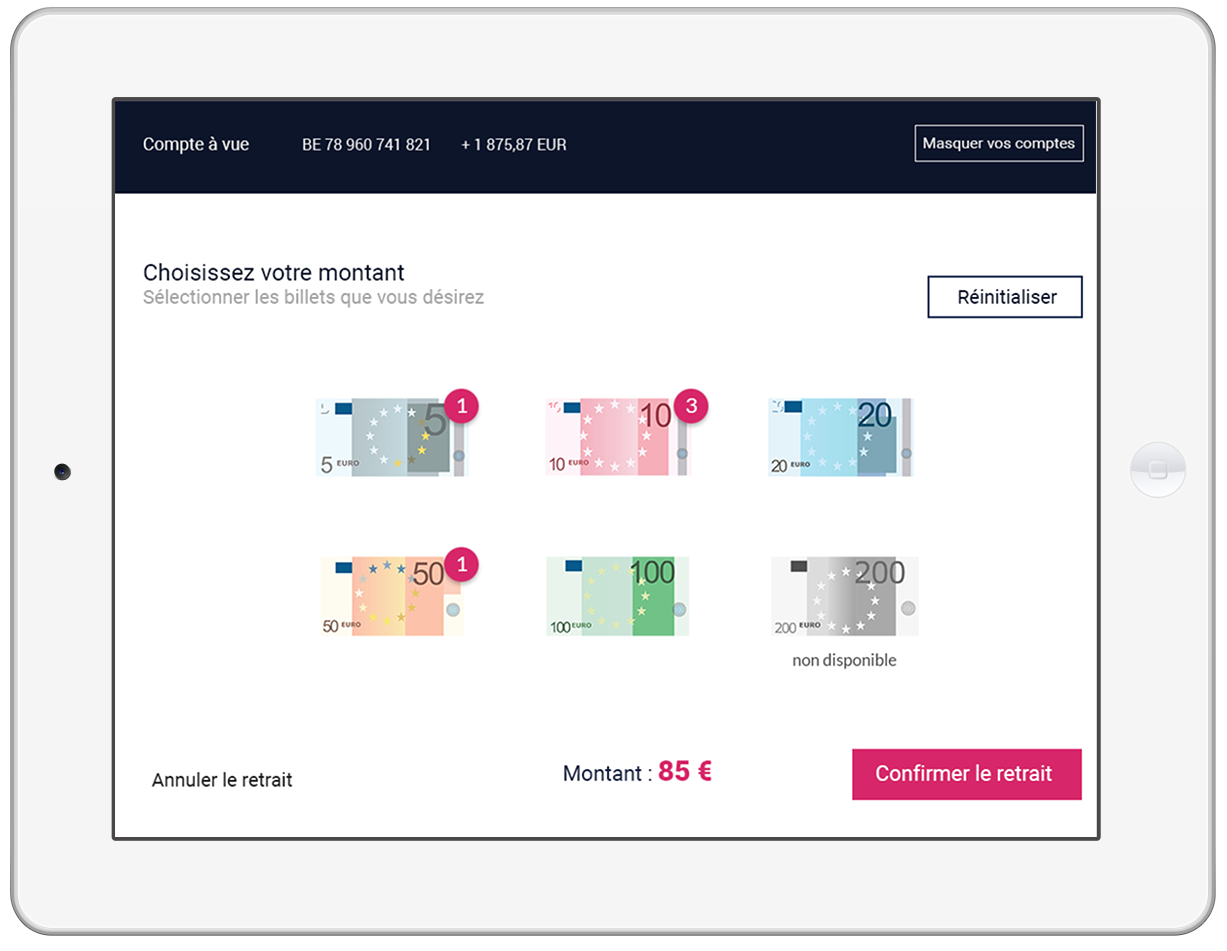 Compte à vue BE 78 960 741 821 + 1 875,87 EUR Masquer vos comptes
Choisissez votre montant
Sélectionner les billets que vous désirez
Réinitialiser
5 1
5 EURO
10 3
10 EURO
20
20 EURO
50 1
50 EURO
100
100 EURO
200
200 EURO
non disponible
Annuler le retrait
Montant : 85 €
Confirmer le retrait